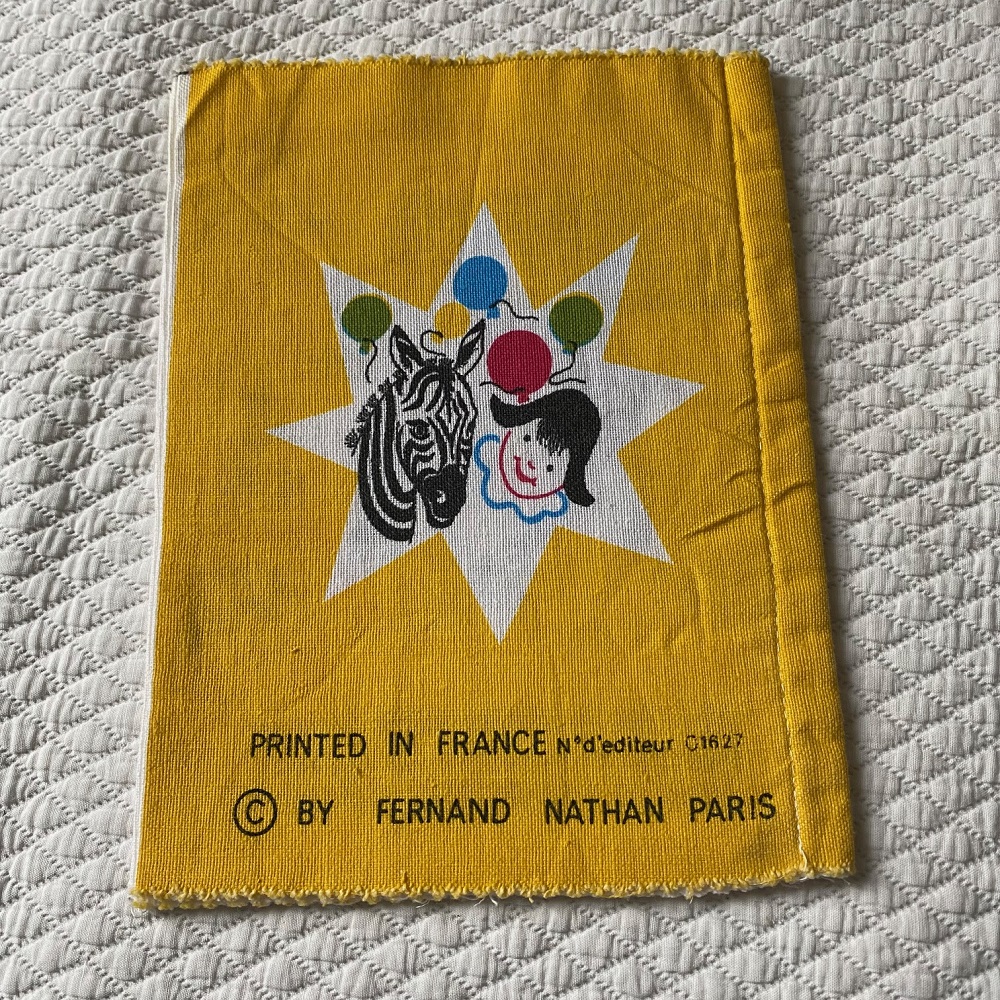 PRINTED IN FRANCE N°d'editeur C1627
© BY FERNAND NATHAN PARIS